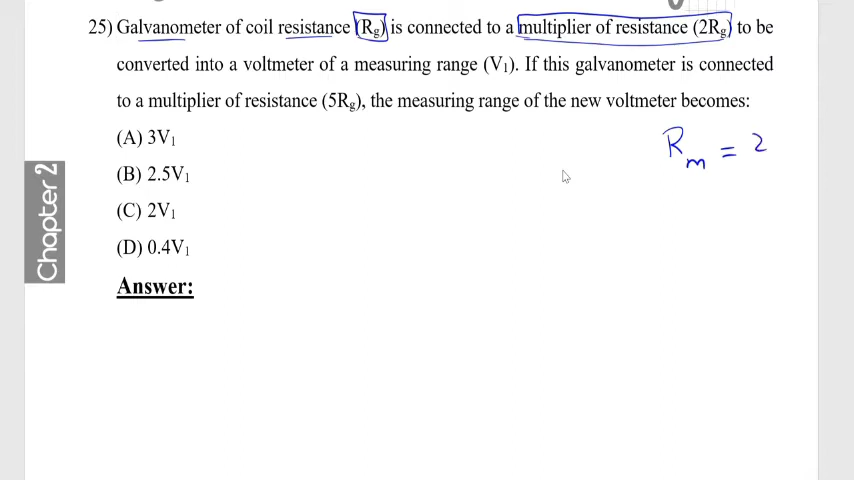 25) Galvanometer of coil resistance (Rg) is connected to a multiplier of resistance (2Rg) to be
converted into a voltmeter of a measuring range (V1). If this galvanometer is connected
to a multiplier of resistance (5Rg), the measuring range of the new voltmeter becomes:
(A) 3V1
Rm = 2
(B) 2.5V1
(C) 2V1
(D) 0.4V1
Answer:
Chapter 2